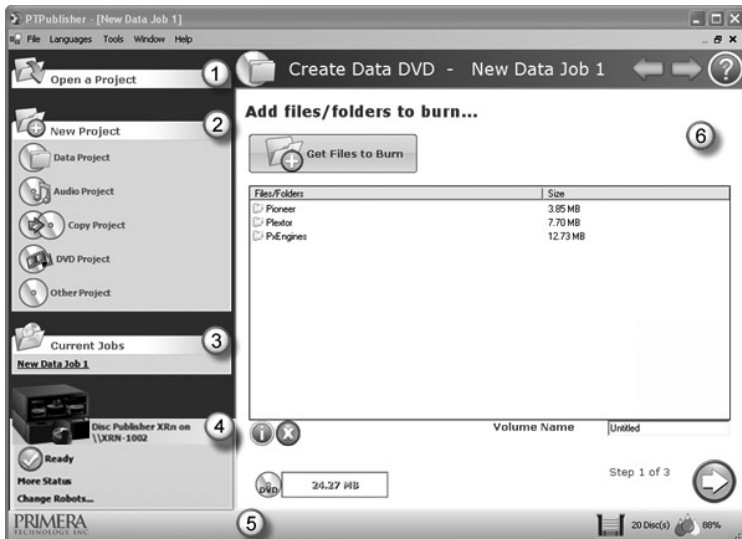 PTPublisher - [New Data Job 1]
File Languages Tools Window Help
Open a Project
1
New Project
2
Data Project
Audio Project
Copy Project
DVD Project
Other Project
Current Jobs
3
New Data Job 1
Disc Publisher XRn on
\\XRN-1002
4
Ready
More Status
Change Robots...
PRIMERA
TECHNOLOGY INC
5
Create Data DVD - New Data Job 1
?
Add files/folders to burn...
6
Get Files to Burn
Files/Folders Size
Pioneer 3.85 MB
Plextor 7.70 MB
PxEngines 12.73 MB
Volume Name Untitled
DVD 24.27 MB
Step 1 of 3
20 Disc(s) 88%